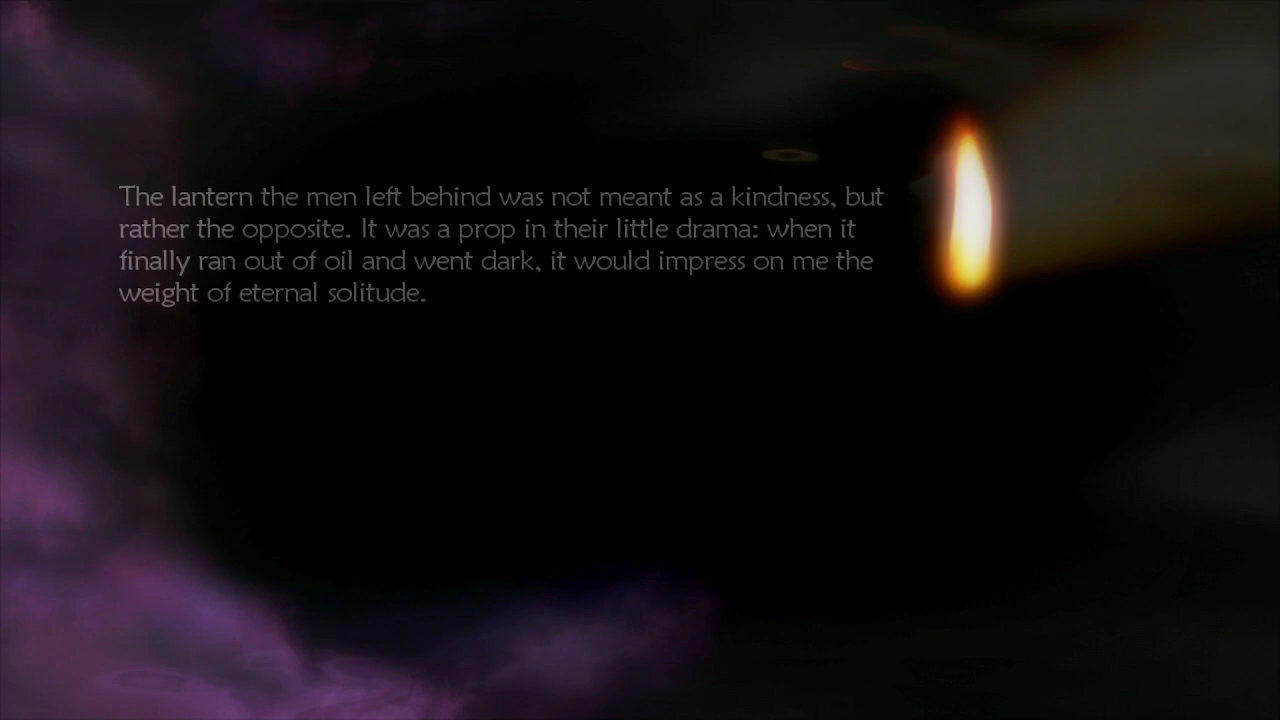 The lantern the men left behind was not meant as a kindness, but
rather the opposite. It was a prop in their little drama: when it
finally ran out of oil and went dark, it would impress on me the
weight of eternal solitude.